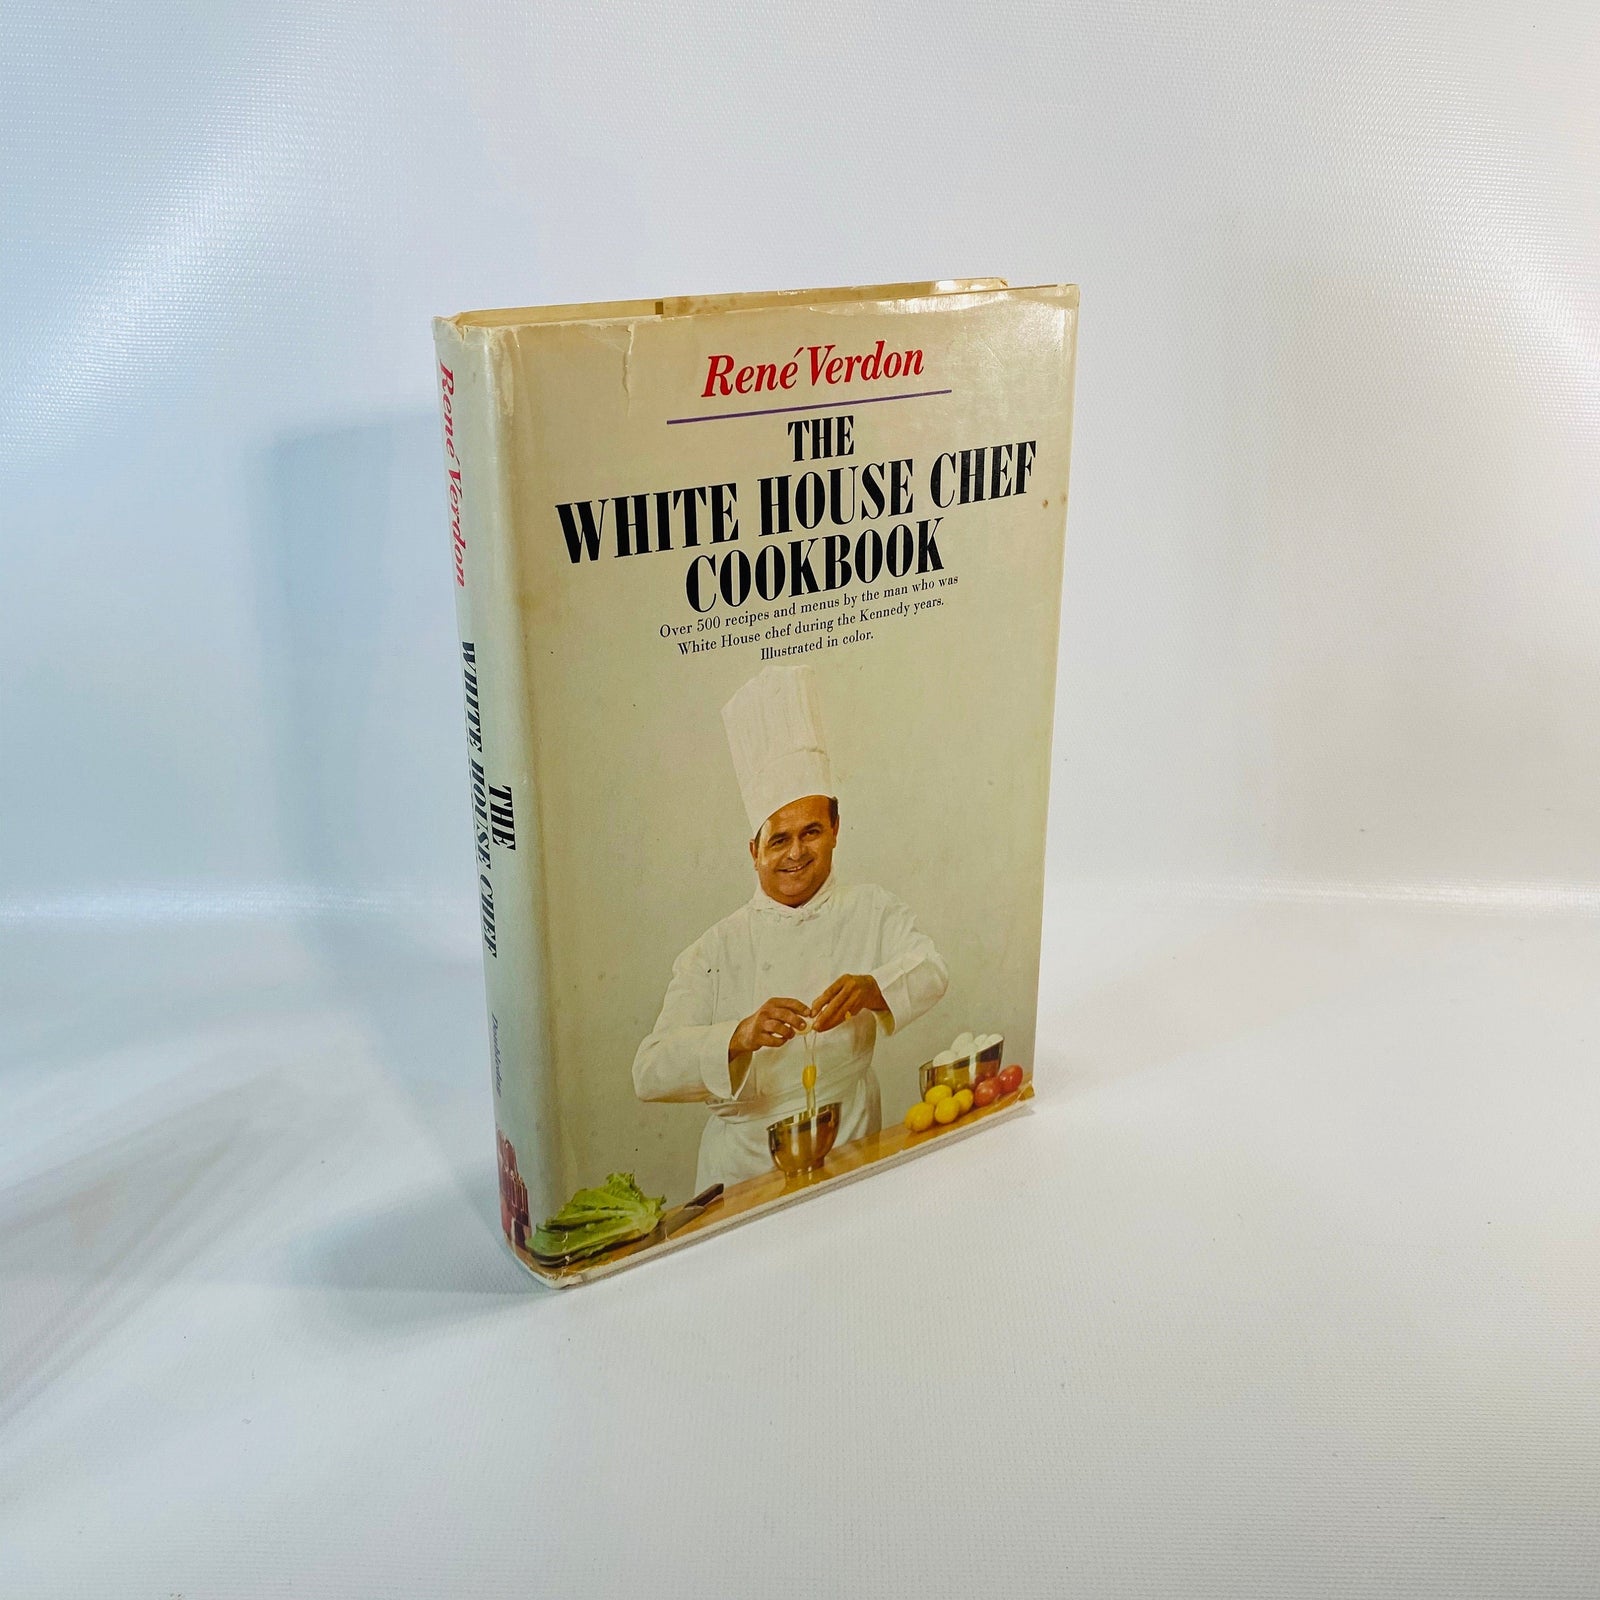 René Verdon
THE
WHITE HOUSE CHEF
COOKBOOK
Over 500 recipes and menus by the man who was
White House chef during the Kennedy years.
Illustrated in color.
René Verdon
THE
WHITE HOUSE CHEF
Doubleday